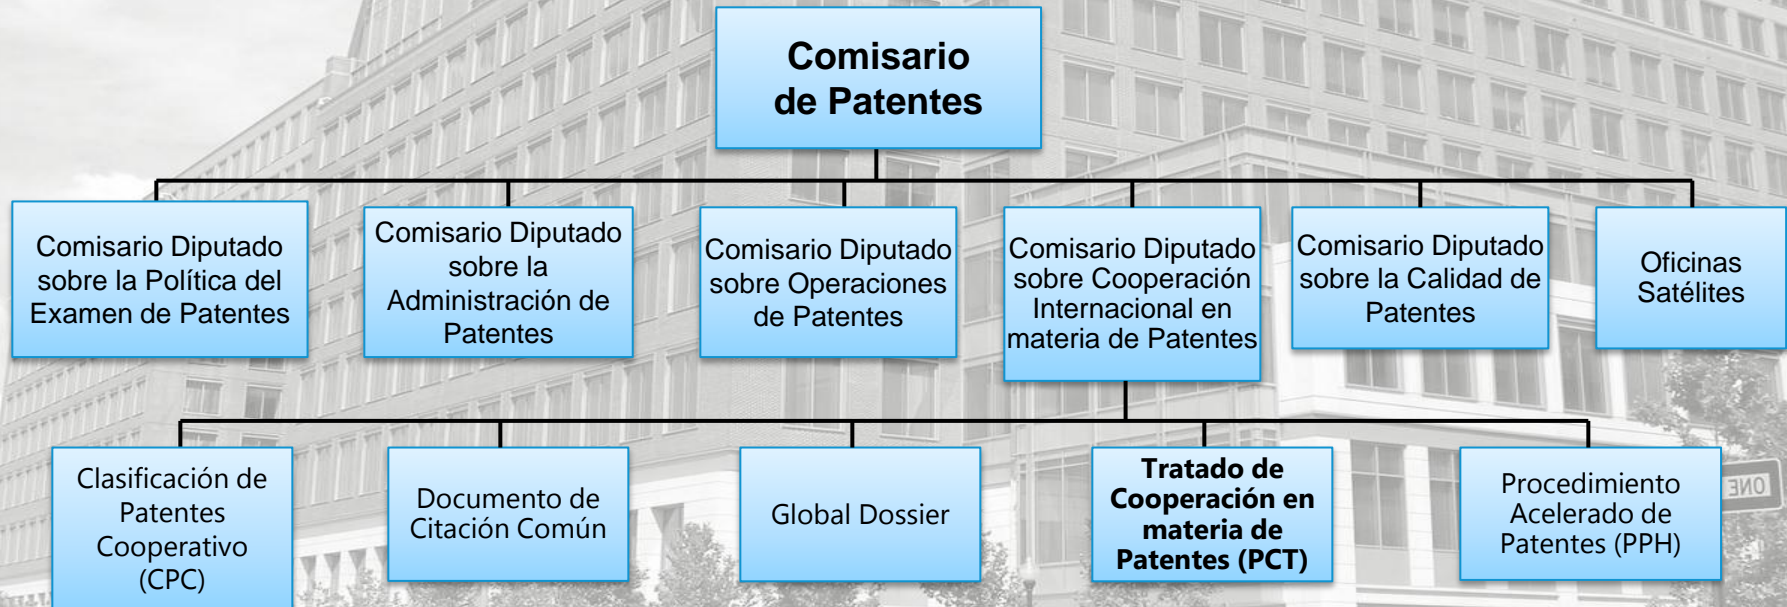 Comisario
de Patentes
Comisario Diputado
sobre la Política del
Examen de Patentes
Comisario Diputado
sobre la
Administración de
Patentes
Comisario Diputado
sobre Operaciones
de Patentes
Comisario Diputado
sobre Cooperación
Internacional en
materia de Patentes
Comisario Diputado
sobre la Calidad de
Patentes
Oficinas
Satélites
Clasificación de
Patentes
Cooperativo
(CPC)
Documento de
Citación Común
Global Dossier
Tratado de
Cooperación en
materia de
Patentes (PCT)
Procedimiento
Acelerado de
Patentes (PPH)
ONE